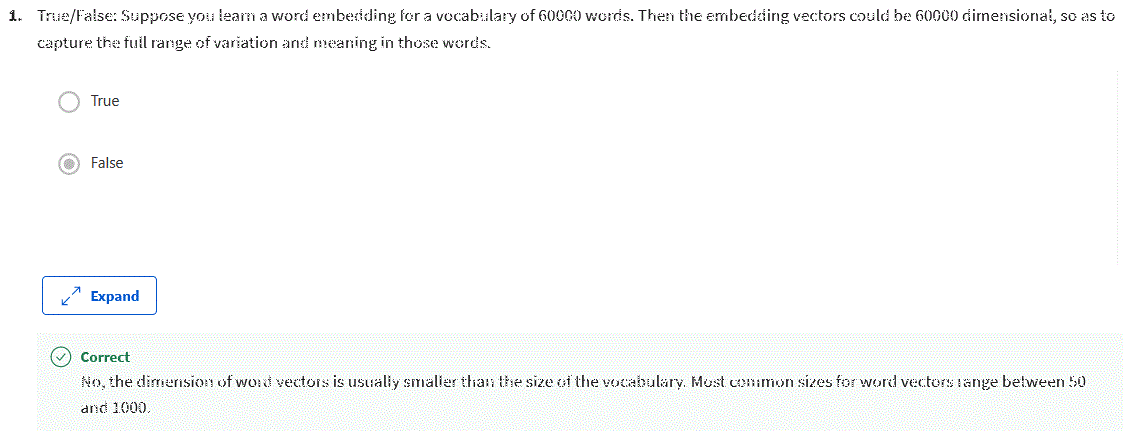 1. True/False: Suppose you learn a word embedding for a vocabulary of 60000 words. Then the embedding vectors could be 60000 dimensional, so as to
capture the full range of variation and meaning in those words.
True
False
Expand
Correct
No, the dimension of word vectors is usually smaller than the size of the vocabulary. Most common sizes for word vectors range between 50
and 1000.